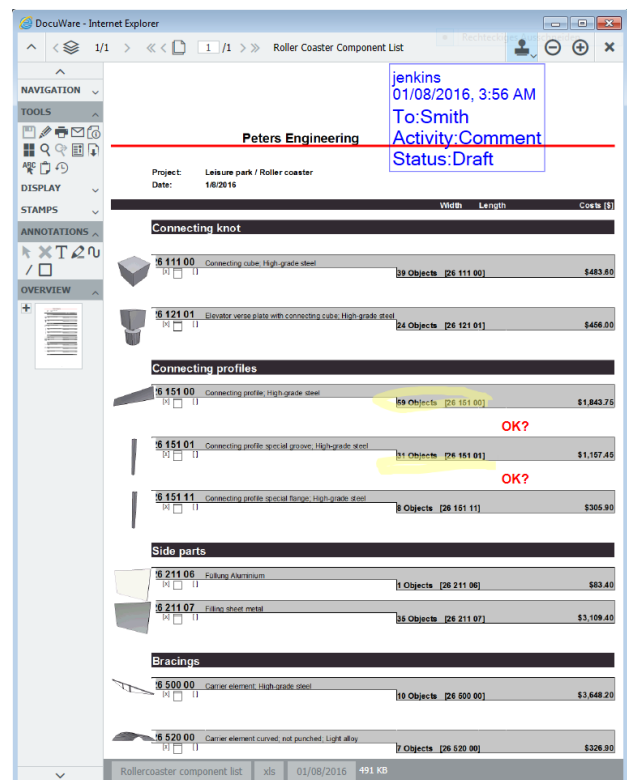 DocuWare - Internet Explorer
1/1 1 /1 Roller Coaster Component List
NAVIGATION
TOOLS
ABC
DISPLAY
STAMPS
ANNOTATIONS
T
OVERVIEW
jenkins
01/08/2016, 3:56 AM
To:Smith
Activity:Comment
Status:Draft
Peters Engineering
Project: Leisure park / Roller coaster
Date: 1/8/2016
Width Length Costs [$]
Connecting knot
26 111 00 Connecting cube; High-grade steel
[x] [ ]
39 Objects [26 111 00] $483.60
26 121 01 Elevator verse plate with connecting cube; High-grade steel
[x] [ ]
24 Objects [26 121 01] $456.00
Connecting profiles
26 151 00 Connecting profile; High-grade steel
[x] [ ]
59 Objects [26 151 00] $1,843.75
OK?
26 151 01 Connecting profile special groove; High-grade steel
[x] [ ]
31 Objects [26 151 01] $1,157.45
OK?
26 151 11 Connecting profile special flange; High-grade steel
[x] [ ]
8 Objects [26 151 11] $305.90
Side parts
26 211 06 Fullung Aluminium
[x] [ ]
1 Objects [26 211 06] $83.40
26 211 07 Filling sheet metal
[x] [ ]
35 Objects [26 211 07] $3,109.40
Bracings
26 500 00 Carrier element; High-grade steel
[x] [ ]
10 Objects [26 500 00] $3,648.20
26 520 00 Carrier element curved; not punched; Light alloy
[x] [ ]
7 Objects [26 520 00] $326.90
Rollercoaster component list xls 01/08/2016 491 KB